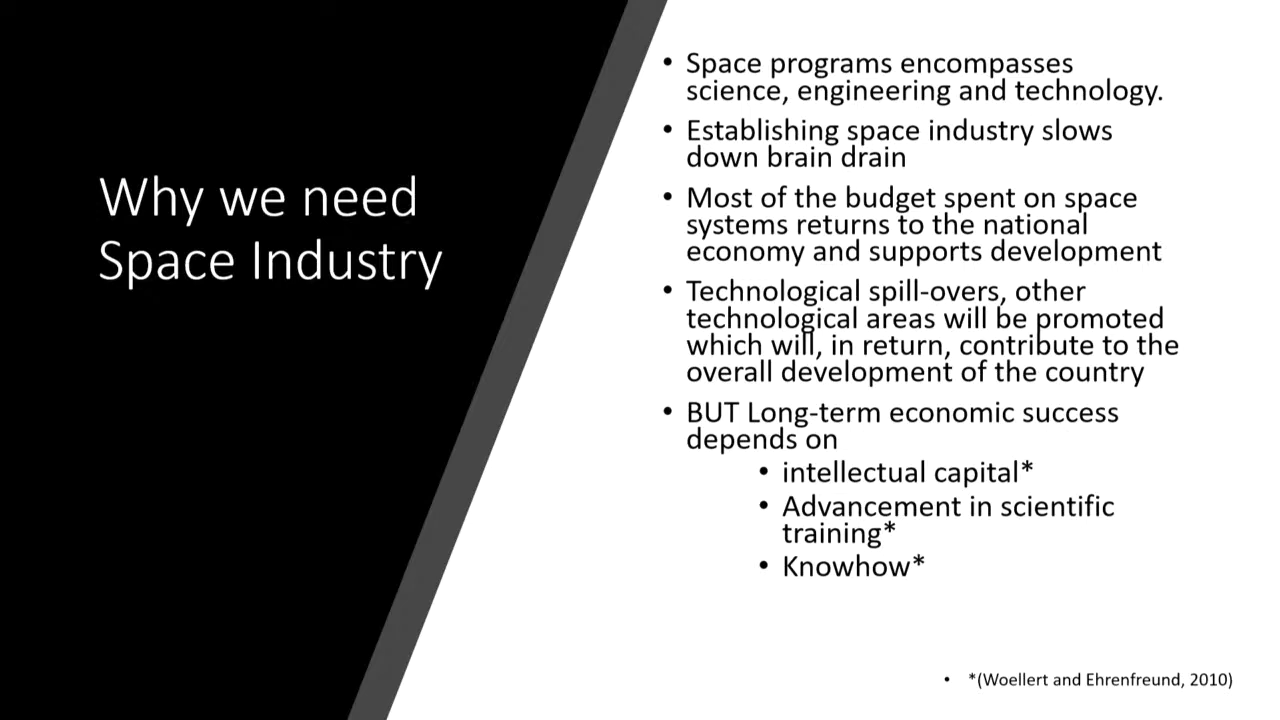 Why we need
Space Industry
• Space programs encompasses
science, engineering and technology.
• Establishing space industry slows
down brain drain
• Most of the budget spent on space
systems returns to the national
economy and supports development
• Technological spill-overs, other
technological areas will be promoted
which will, in return, contribute to the
overall development of the country
• BUT Long-term economic success
depends on
• intellectual capital*
• Advancement in scientific
training*
• Knowhow*
• *(Woellert and Ehrenfreund, 2010)